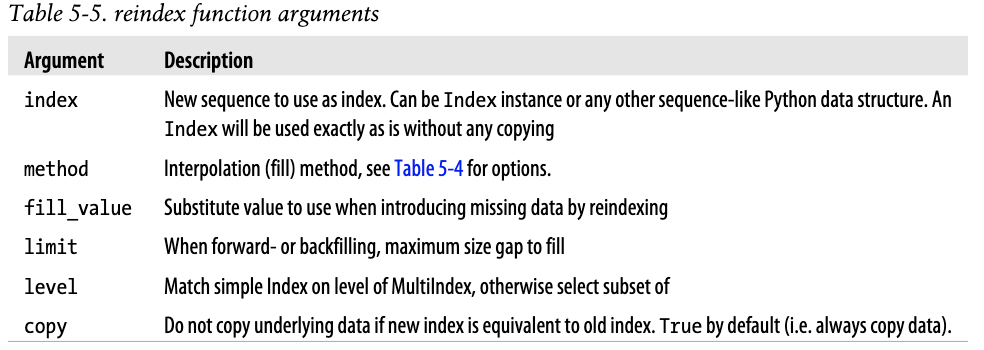 Table 5-5. reindex function arguments
Argument Description
index New sequence to use as index. Can be Index instance or any other sequence-like Python data structure. An
Index will be used exactly as is without any copying
method Interpolation (fill) method, see Table 5-4 for options.
fill_value Substitute value to use when introducing missing data by reindexing
limit When forward- or backfilling, maximum size gap to fill
level Match simple Index on level of MultiIndex, otherwise select subset of
copy Do not copy underlying data if new index is equivalent to old index. True by default (i.e. always copy data).